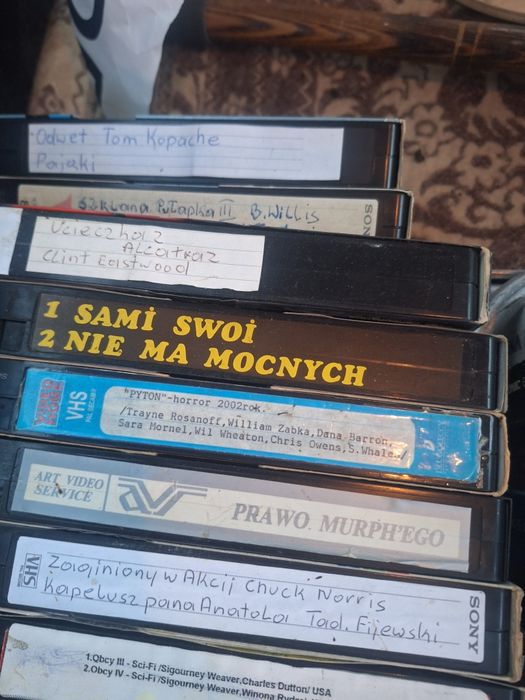 Odwet Tom Kopache
Pająki
Szklana Pułapka III B. Willis
SONY
Ucieczka z
Alcatraz
Clint Eastwood
1 SAMi SWOi
2 NIE MA MOCNYCH
VHS
PAL SECAM
"PYTON"-horror 2002rok.
/Trayne Rosanoff,William Zabka,Dana Barron,
Sara Mornel,Wil Wheaton,Chris Owens,S.Whale../
ART VIDEO
SERVICE
AVS
PRAWO MURPH'EGO
VHS
Zaginiony w Akcji Chuck Norris
Kapelusz pana Anatola Tad. Fijewski
SONY
1.Obcy III - Sci-Fi /Sigourney Weaver,Charles Dutton/ USA
2.Obcy IV - Sci-Fi /Sigourney Weaver,Winona